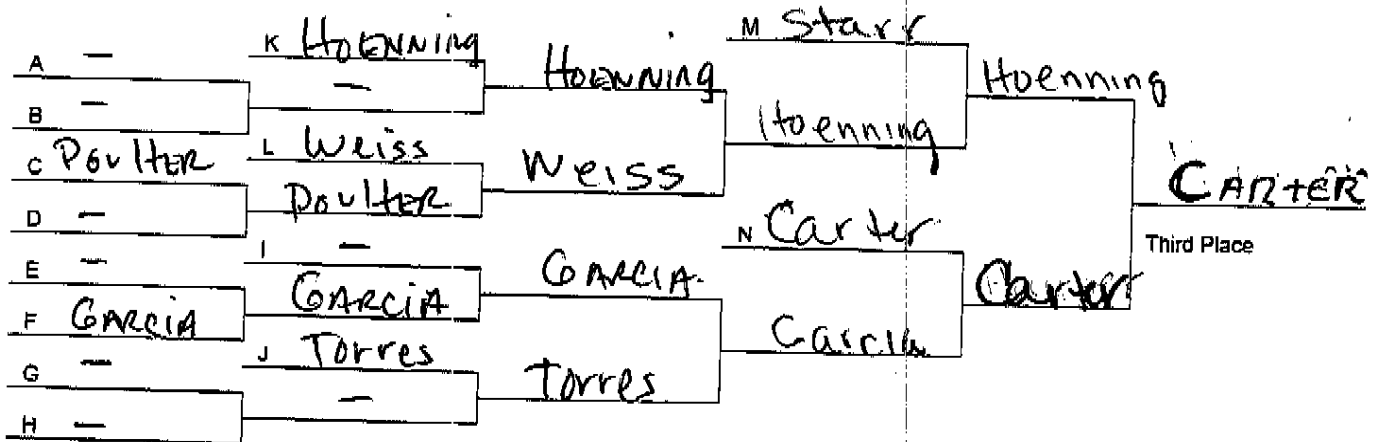 A —
B —
C POULTER
D —
E —
F GARCIA
G —
H —
K HOENNING
—
L Weiss
POULTER
I —
GARCIA
J Torres
—
HOENNING
Weiss
GARCIA
Torres
M Starr
Hoenning
N Carter
Garcia
Hoenning
Carter
CARTER
Third Place